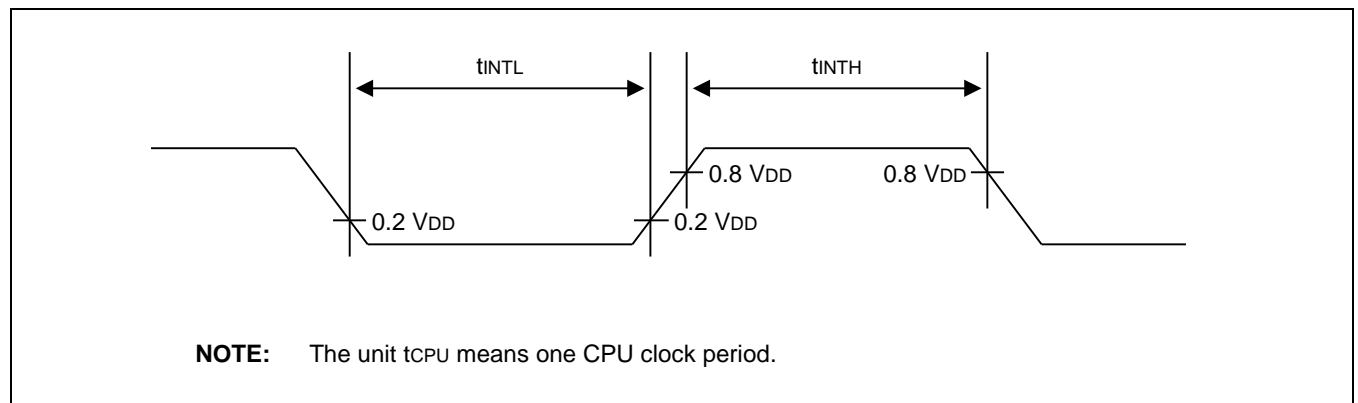 tINTL tINTH
0.8 VDD 0.8 VDD
0.2 VDD 0.2 VDD
NOTE: The unit tCPU means one CPU clock period.